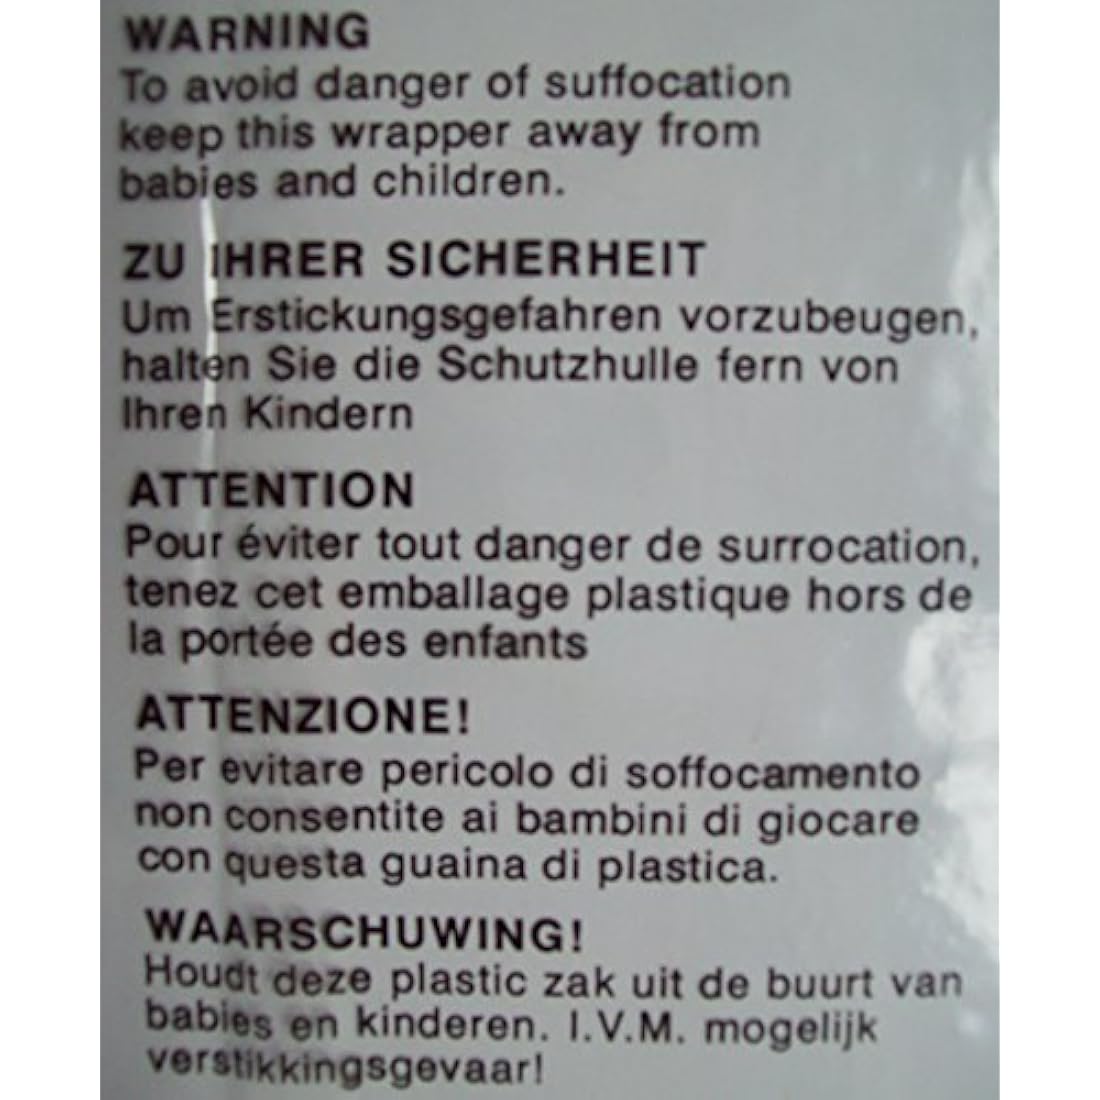 WARNING
To avoid danger of suffocation
keep this wrapper away from
babies and children.
ZU IHRER SICHERHEIT
Um Erstickungsgefahren vorzubeugen,
halten Sie die Schutzhulle fern von
Ihren Kindern
ATTENTION
Pour éviter tout danger de surrocation,
tenez cet emballage plastique hors de
la portée des enfants
ATTENZIONE!
Per evitare pericolo di soffocamento
non consentite ai bambini di giocare
con questa guaina di plastica.
WAARSCHUWING!
Houdt deze plastic zak uit de buurt van
babies en kinderen. I.V.M. mogelijk
verstikkingsgevaar!